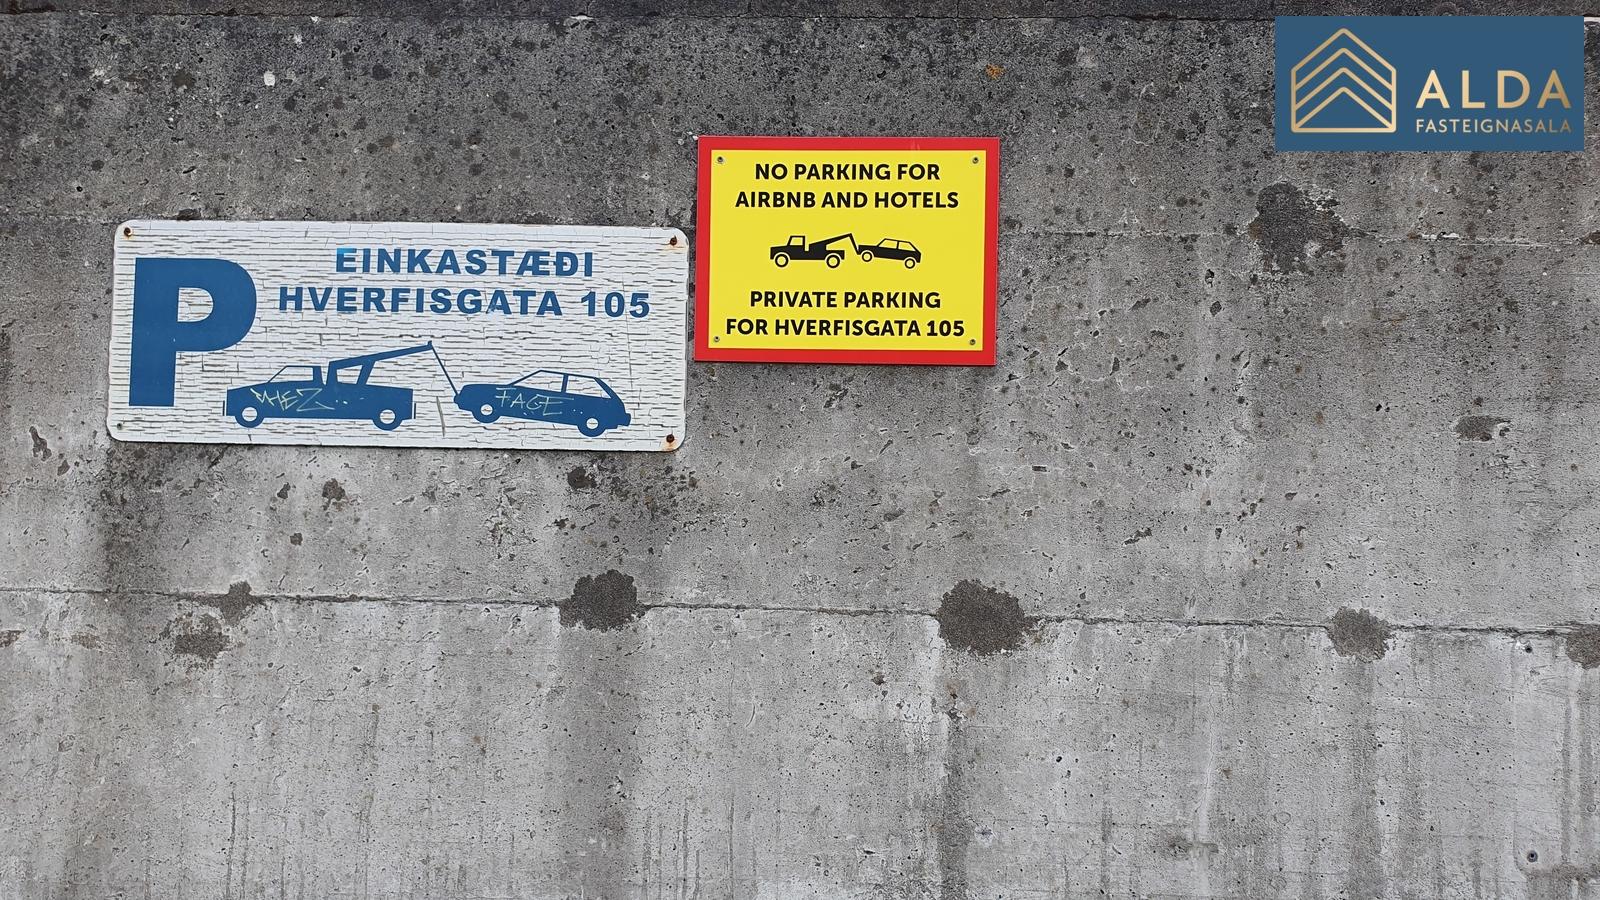 P
EINKASTÆÐI
HVERFISGATA 105
NO PARKING FOR
AIRBNB AND HOTELS
PRIVATE PARKING
FOR HVERFISGATA 105
ALDA
FASTEIGNASALA